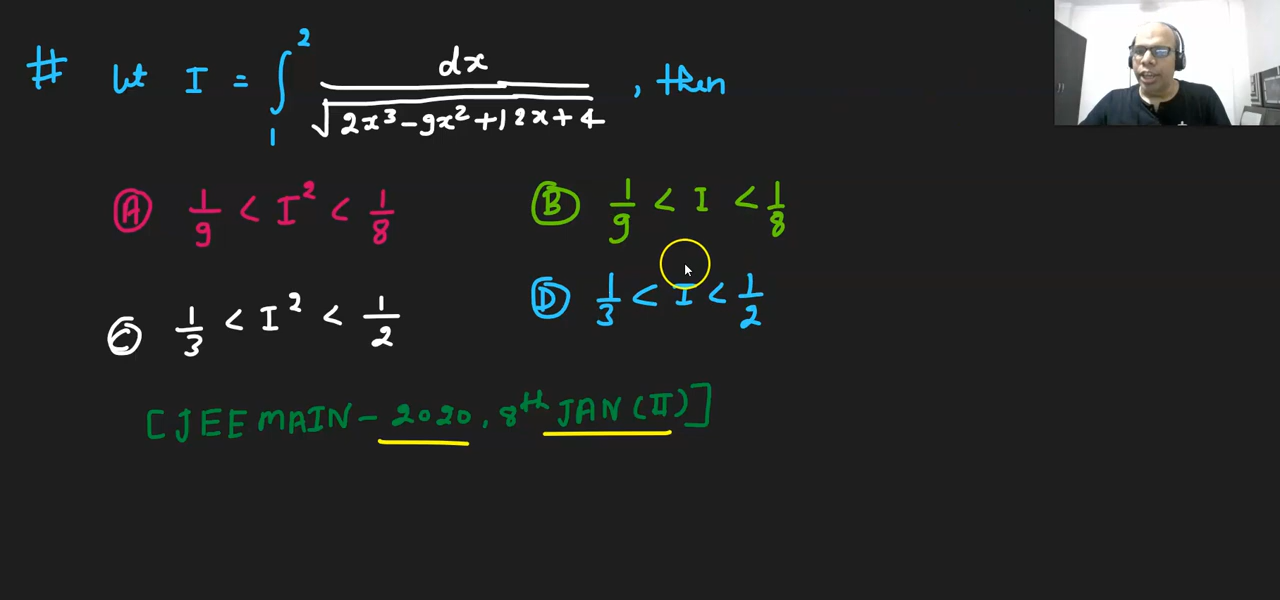 # Let I = ∫₁² dx / √(2x³ - 9x² + 12x + 4) , then
Ⓐ 1/9 < I² < 1/8 Ⓑ 1/9 < I < 1/8
Ⓒ 1/3 < I² < 1/2 Ⓓ 1/3 < I < 1/2
[JEE MAIN - 2020, 8th JAN (II)]